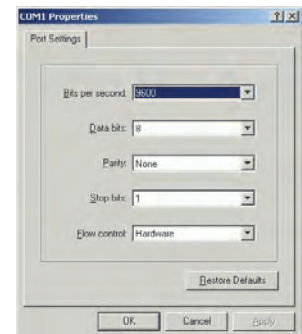 COM1 Properties
Port Settings
Bits per second: 9600
Data bits: 8
Parity: None
Stop bits: 1
Flow control: Hardware
Restore Defaults
OK Cancel Apply